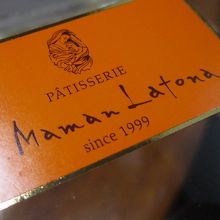 PÂTISSERIE
Maman Latona
since 1999